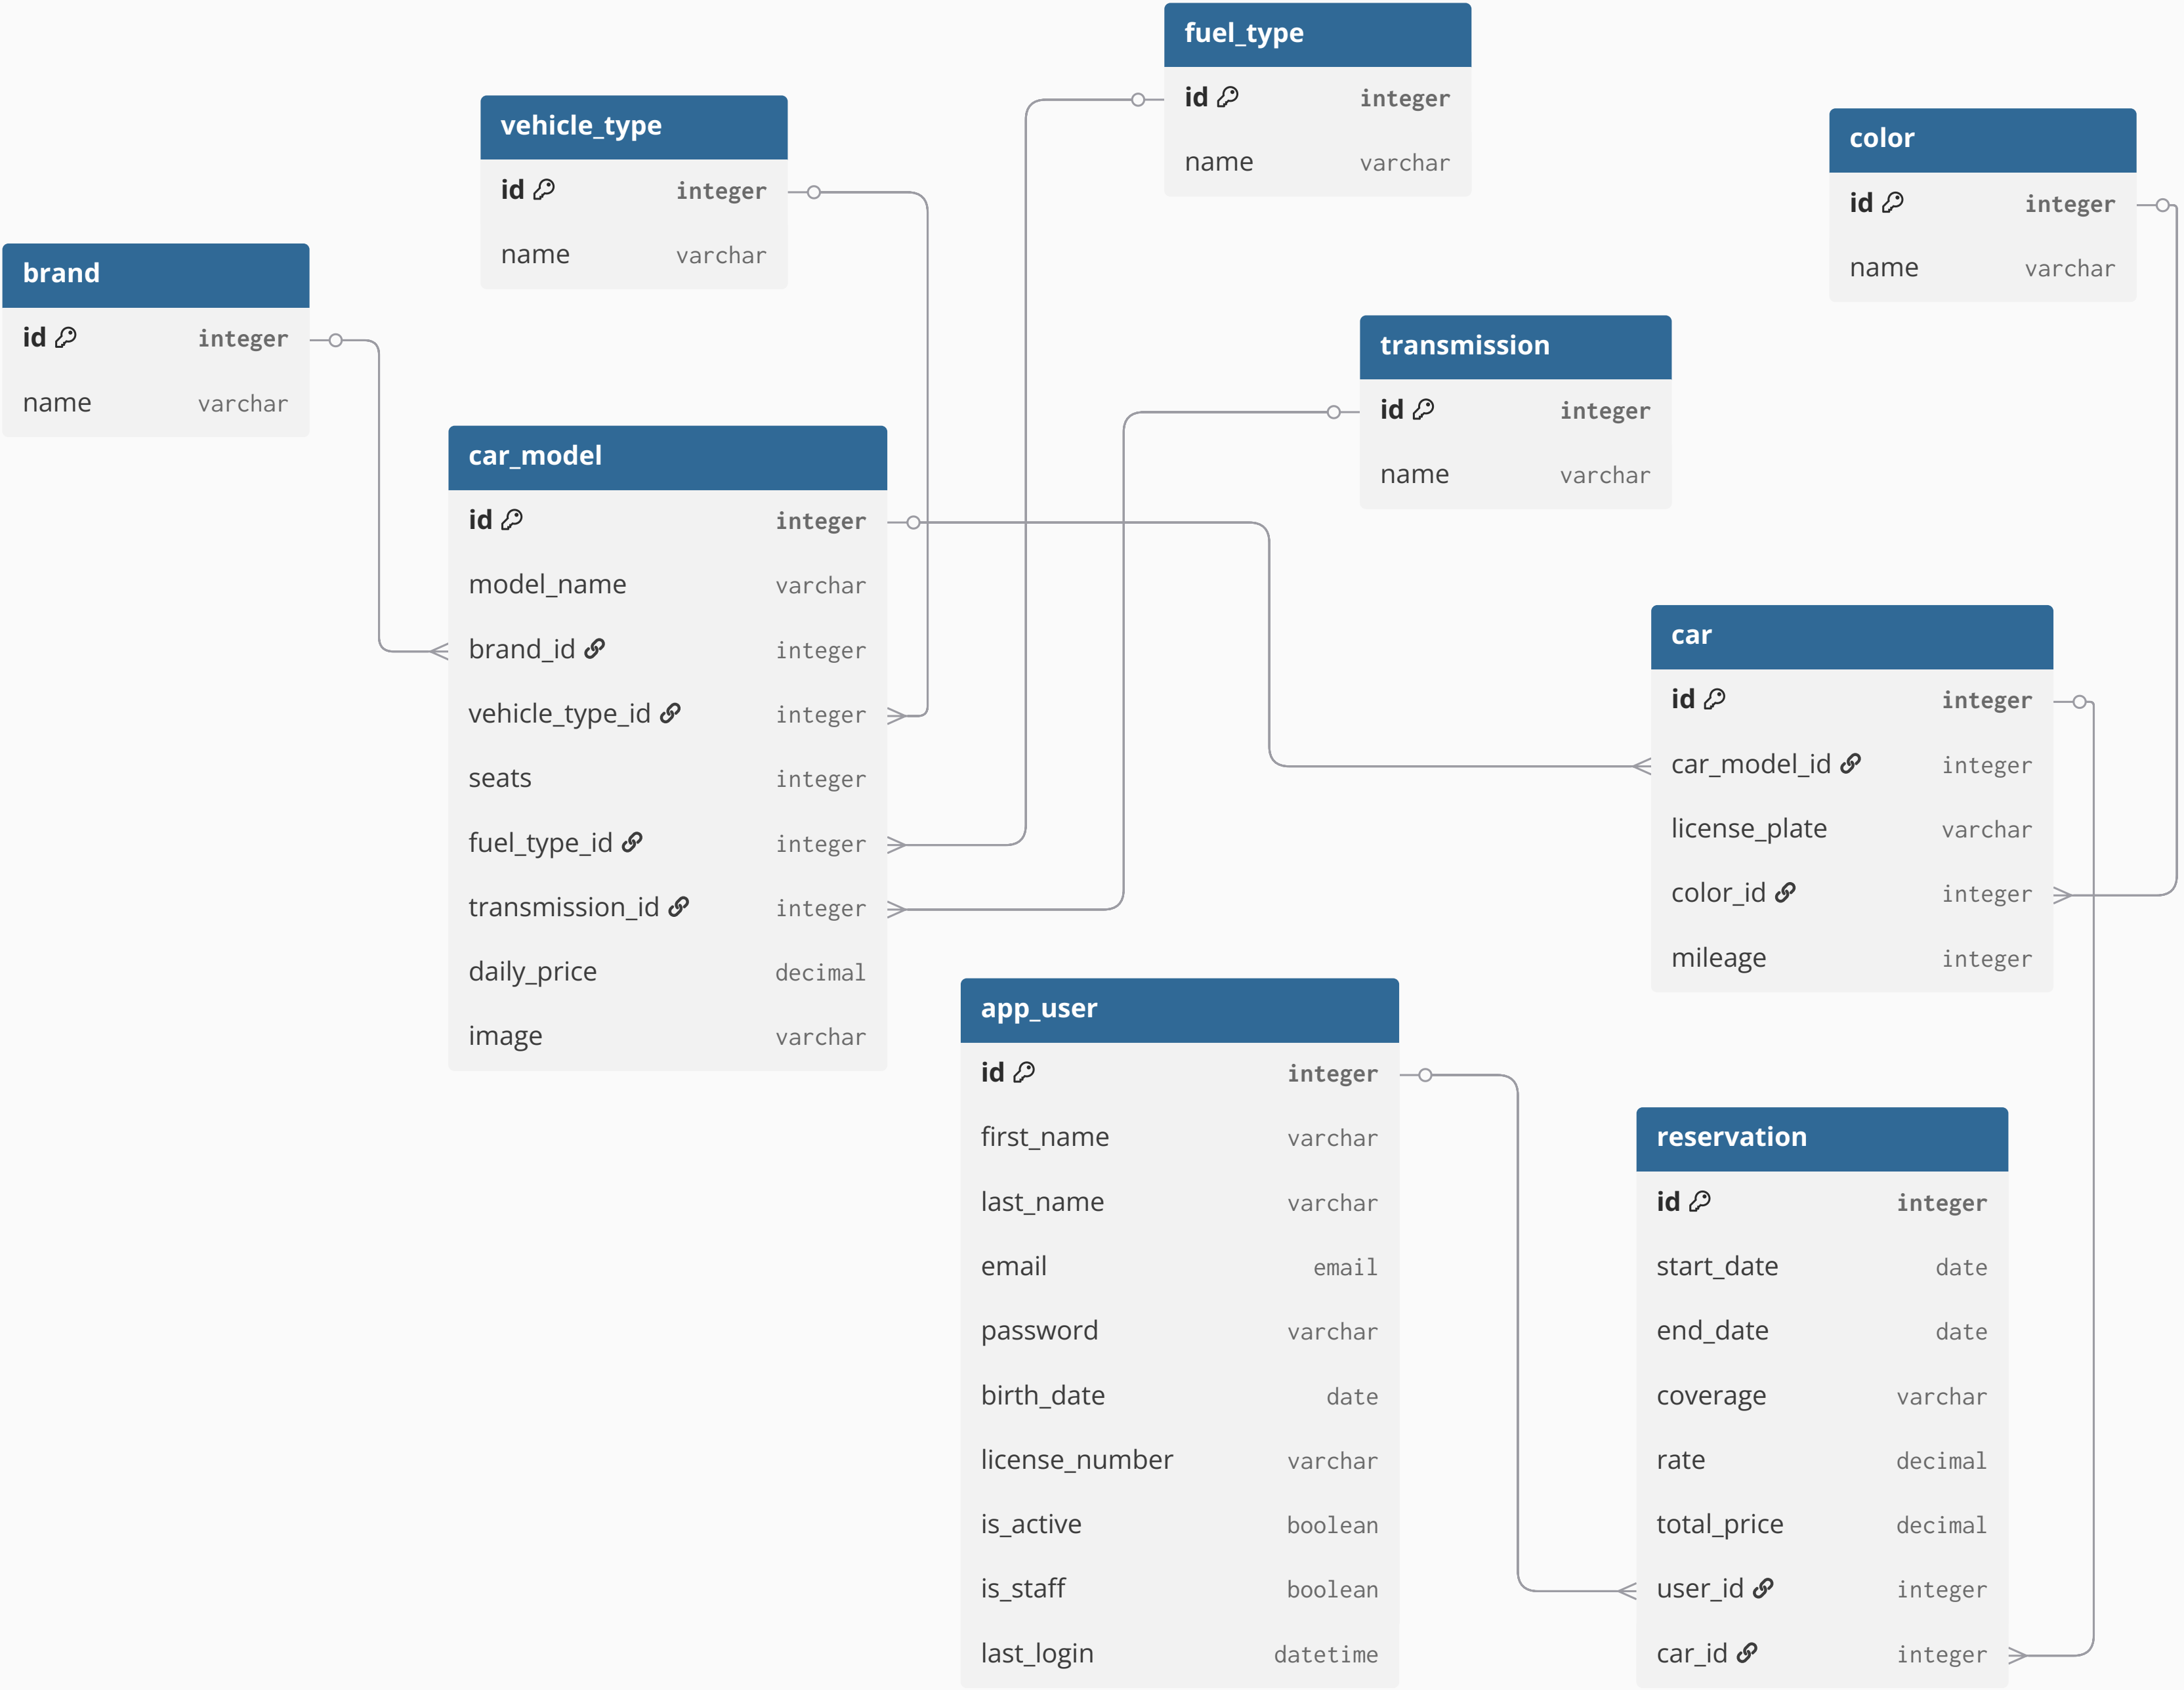 fuel_type
id integer
name varchar
vehicle_type
id integer
name varchar
color
id integer
name varchar
brand
id integer
name varchar
transmission
id integer
name varchar
car_model
id integer
model_name varchar
brand_id integer
vehicle_type_id integer
seats integer
fuel_type_id integer
transmission_id integer
daily_price decimal
image varchar
car
id integer
car_model_id integer
license_plate varchar
color_id integer
mileage integer
app_user
id integer
first_name varchar
last_name varchar
email email
password varchar
birth_date date
license_number varchar
is_active boolean
is_staff boolean
last_login datetime
reservation
id integer
start_date date
end_date date
coverage varchar
rate decimal
total_price decimal
user_id integer
car_id integer